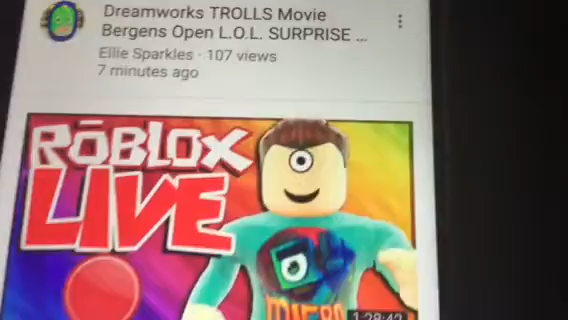 Dreamworks TROLLS Movie
Bergens Open L.O.L. SURPRISE ...
Ellie Sparkles · 107 views
7 minutes ago
ROBLOX
LIVE
1:28:42